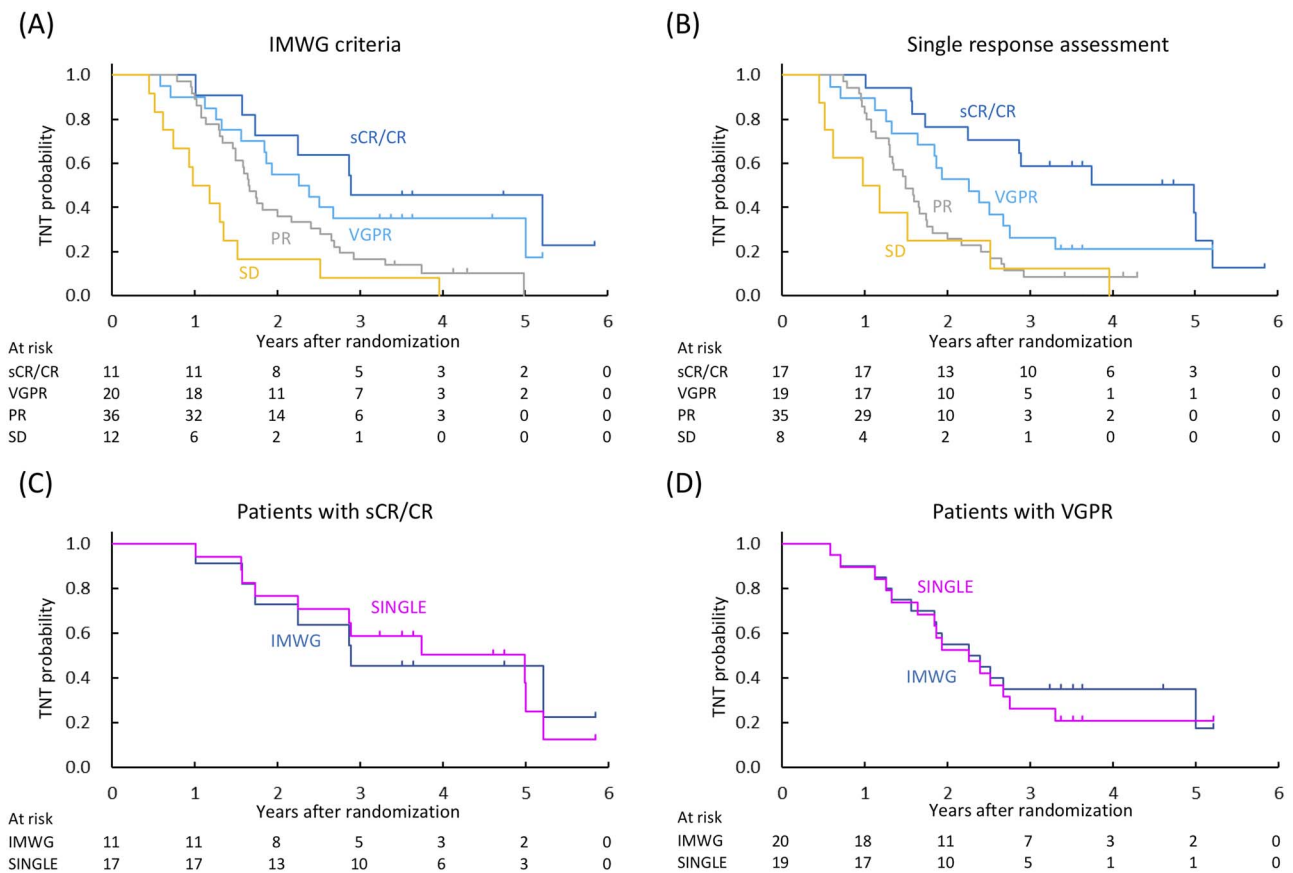 (A)
IMWG criteria
TNT probability
1.0
0.8
0.6
0.4
0.2
0.0
sCR/CR
VGPR
PR
SD
0 1 2 3 4 5 6
Years after randomization
At risk
sCR/CR 11 11 8 5 3 2 0
VGPR 20 18 11 7 3 2 0
PR 36 32 14 6 3 0 0
SD 12 6 2 1 0 0 0
(B)
Single response assessment
TNT probability
1.0
0.8
0.6
0.4
0.2
0.0
sCR/CR
VGPR
PR
SD
0 1 2 3 4 5 6
Years after randomization
At risk
sCR/CR 17 17 13 10 6 3 0
VGPR 19 17 10 5 1 1 0
PR 35 29 10 3 2 0 0
SD 8 4 2 1 0 0 0
(C)
Patients with sCR/CR
TNT probability
1.0
0.8
0.6
0.4
0.2
0.0
SINGLE
IMWG
0 1 2 3 4 5 6
Years after randomization
At risk
IMWG 11 11 8 5 3 2 0
SINGLE 17 17 13 10 6 3 0
(D)
Patients with VGPR
TNT probability
1.0
0.8
0.6
0.4
0.2
0.0
SINGLE
IMWG
0 1 2 3 4 5 6
Years after randomization
At risk
IMWG 20 18 11 7 3 2 0
SINGLE 19 17 10 5 1 1 0